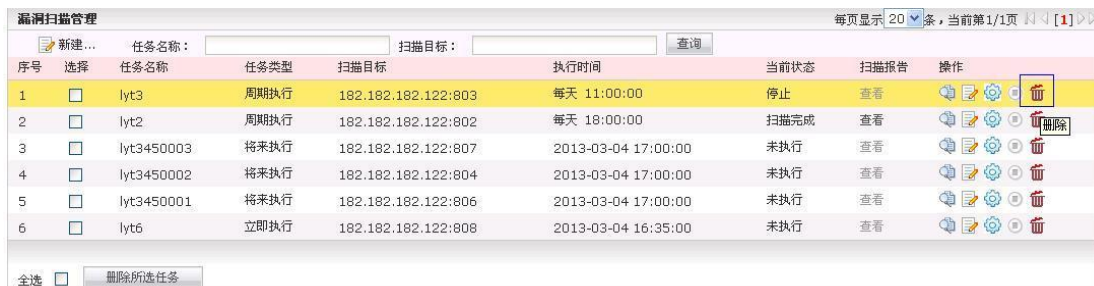 漏洞扫描管理 每页显示 20 条，当前第1/1页 [1]
新建... 任务名称： 扫描目标： 查询
序号 选择 任务名称 任务类型 扫描目标 执行时间 当前状态 扫描报告 操作
1 lyt3 周期执行 182.182.182.122:803 每天 11:00:00 停止 查看
2 lyt2 周期执行 182.182.182.122:802 每天 18:00:00 扫描完成 查看
删除
3 lyt3450003 将来执行 182.182.182.122:807 2013-03-04 17:00:00 未执行 查看
4 lyt3450002 将来执行 182.182.182.122:804 2013-03-04 17:00:00 未执行 查看
5 lyt3450001 将来执行 182.182.182.122:806 2013-03-04 17:00:00 未执行 查看
6 lyt6 立即执行 182.182.182.122:808 2013-03-04 16:35:00 未执行 查看
全选 删除所选任务